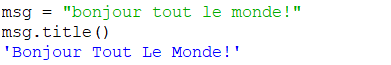 msg = "bonjour tout le monde!"
msg.title()
'Bonjour Tout Le Monde!'